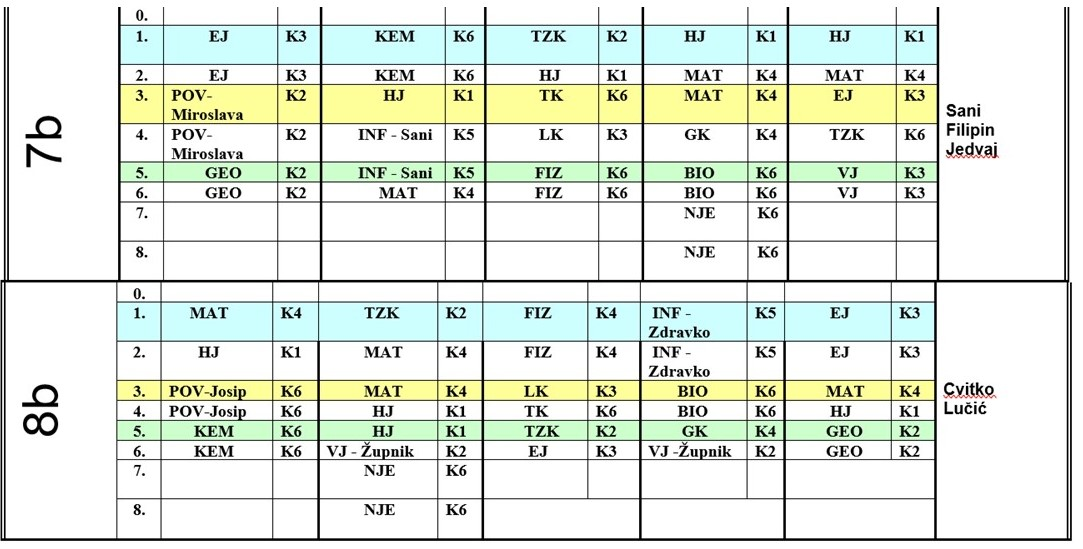 7b
0.
1. EJ K3 KEM K6 TZK K2 HJ K1 HJ K1
2. EJ K3 KEM K6 HJ K1 MAT K4 MAT K4
3. POV- K2 HJ K1 TK K6 MAT K4 EJ K3
Miroslava
4. POV- K2 INF - Sani K5 LK K3 GK K4 TZK K6
Miroslava
5. GEO K2 INF - Sani K5 FIZ K6 BIO K6 VJ K3
6. GEO K2 MAT K4 FIZ K6 BIO K6 VJ K3
7. NJE K6
8. NJE K6
Sani
Filipin
Jedvaj
8b
0.
1. MAT K4 TZK K2 FIZ K4 INF - K5 EJ K3
Zdravko
2. HJ K1 MAT K4 FIZ K4 INF - K5 EJ K3
Zdravko
3. POV-Josip K6 MAT K4 LK K3 BIO K6 MAT K4
4. POV-Josip K6 HJ K1 TK K6 BIO K6 HJ K1
5. KEM K6 HJ K1 TZK K2 GK K4 GEO K2
6. KEM K6 VJ - Župnik K2 EJ K3 VJ -Župnik K2 GEO K2
7. NJE K6
8. NJE K6
Cvitko
Lučić